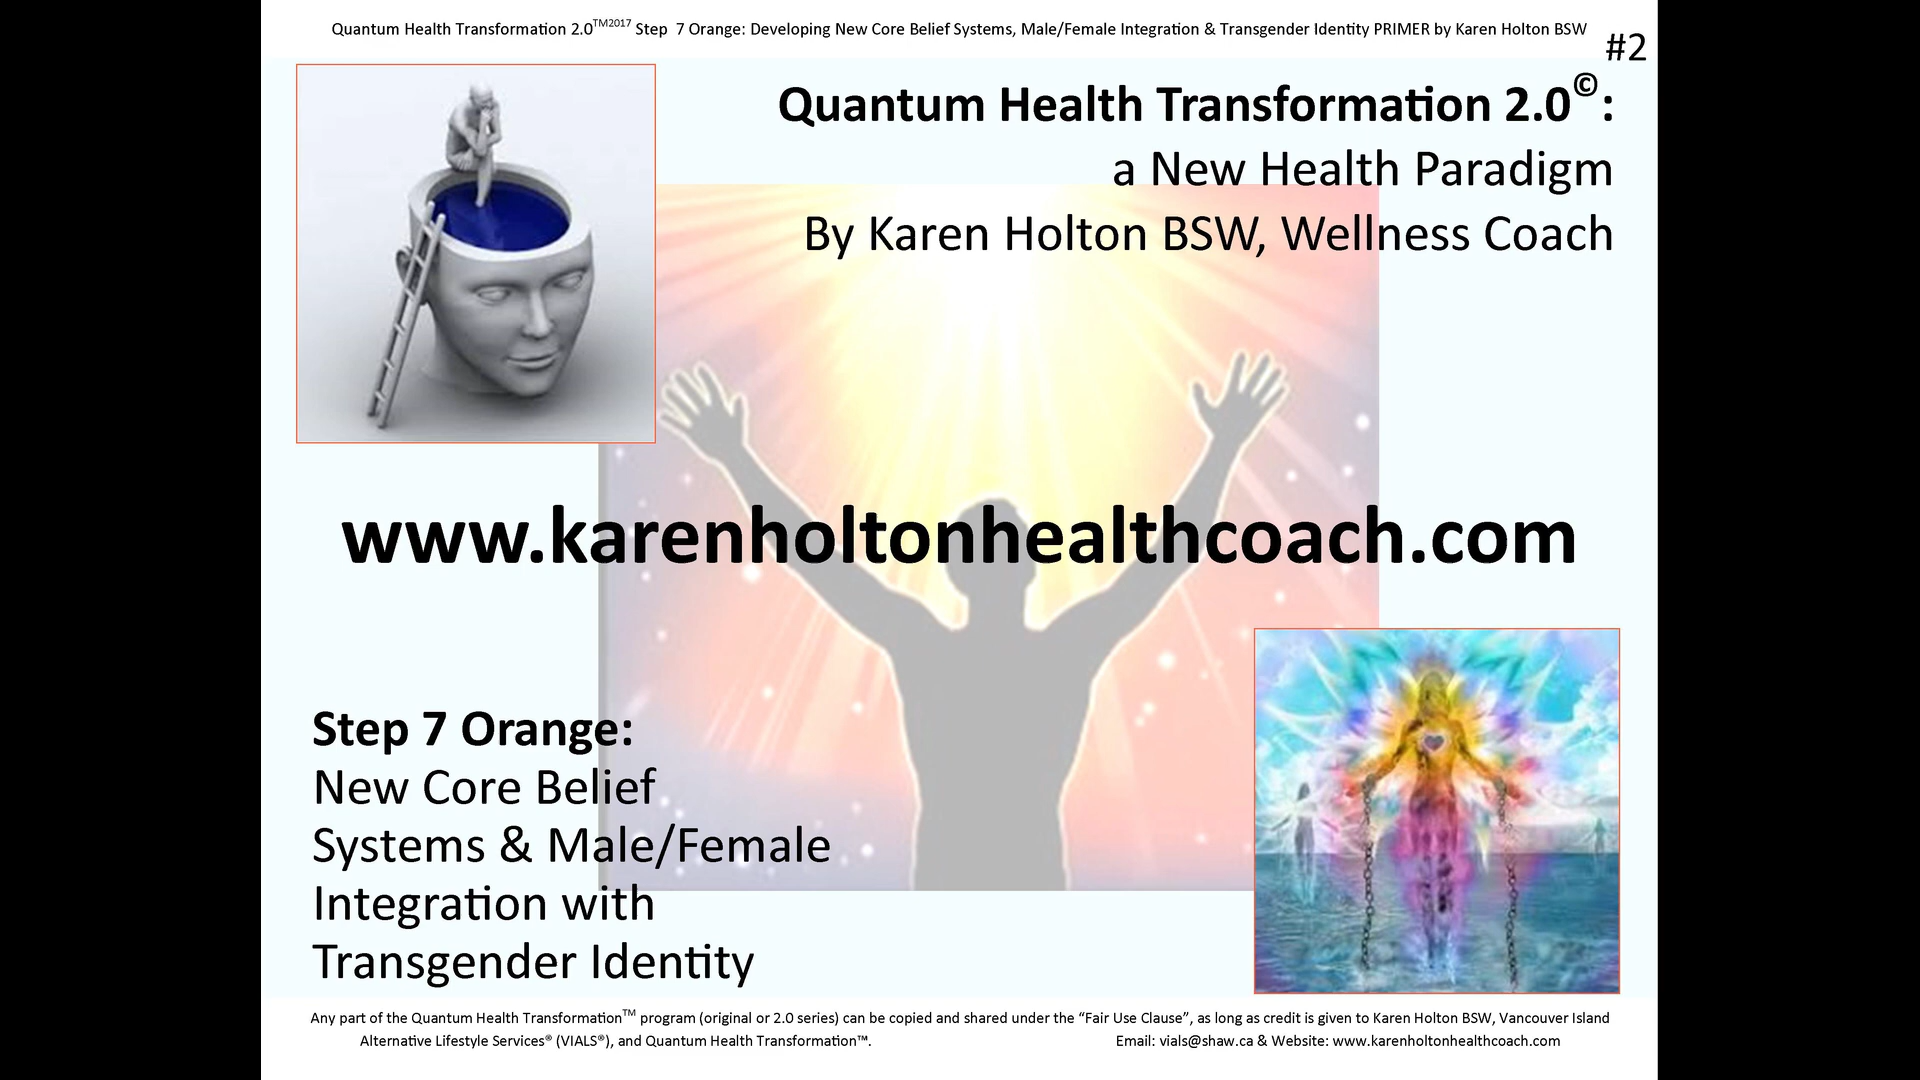 Quantum Health Transformation 2.0TM2017 Step 7 Orange: Developing New Core Belief Systems, Male/Female Integration & Transgender Identity PRIMER by Karen Holton BSW
#2
Quantum Health Transformation 2.0©:
a New Health Paradigm
By Karen Holton BSW, Wellness Coach
www.karenholtonhealthcoach.com
Step 7 Orange:
New Core Belief
Systems & Male/Female
Integration with
Transgender Identity
Any part of the Quantum Health Transformation™ program (original or 2.0 series) can be copied and shared under the “Fair Use Clause”, as long as credit is given to Karen Holton BSW, Vancouver Island
Alternative Lifestyle Services® (VIALS®), and Quantum Health Transformation™. Email: vials@shaw.ca & Website: www.karenholtonhealthcoach.com